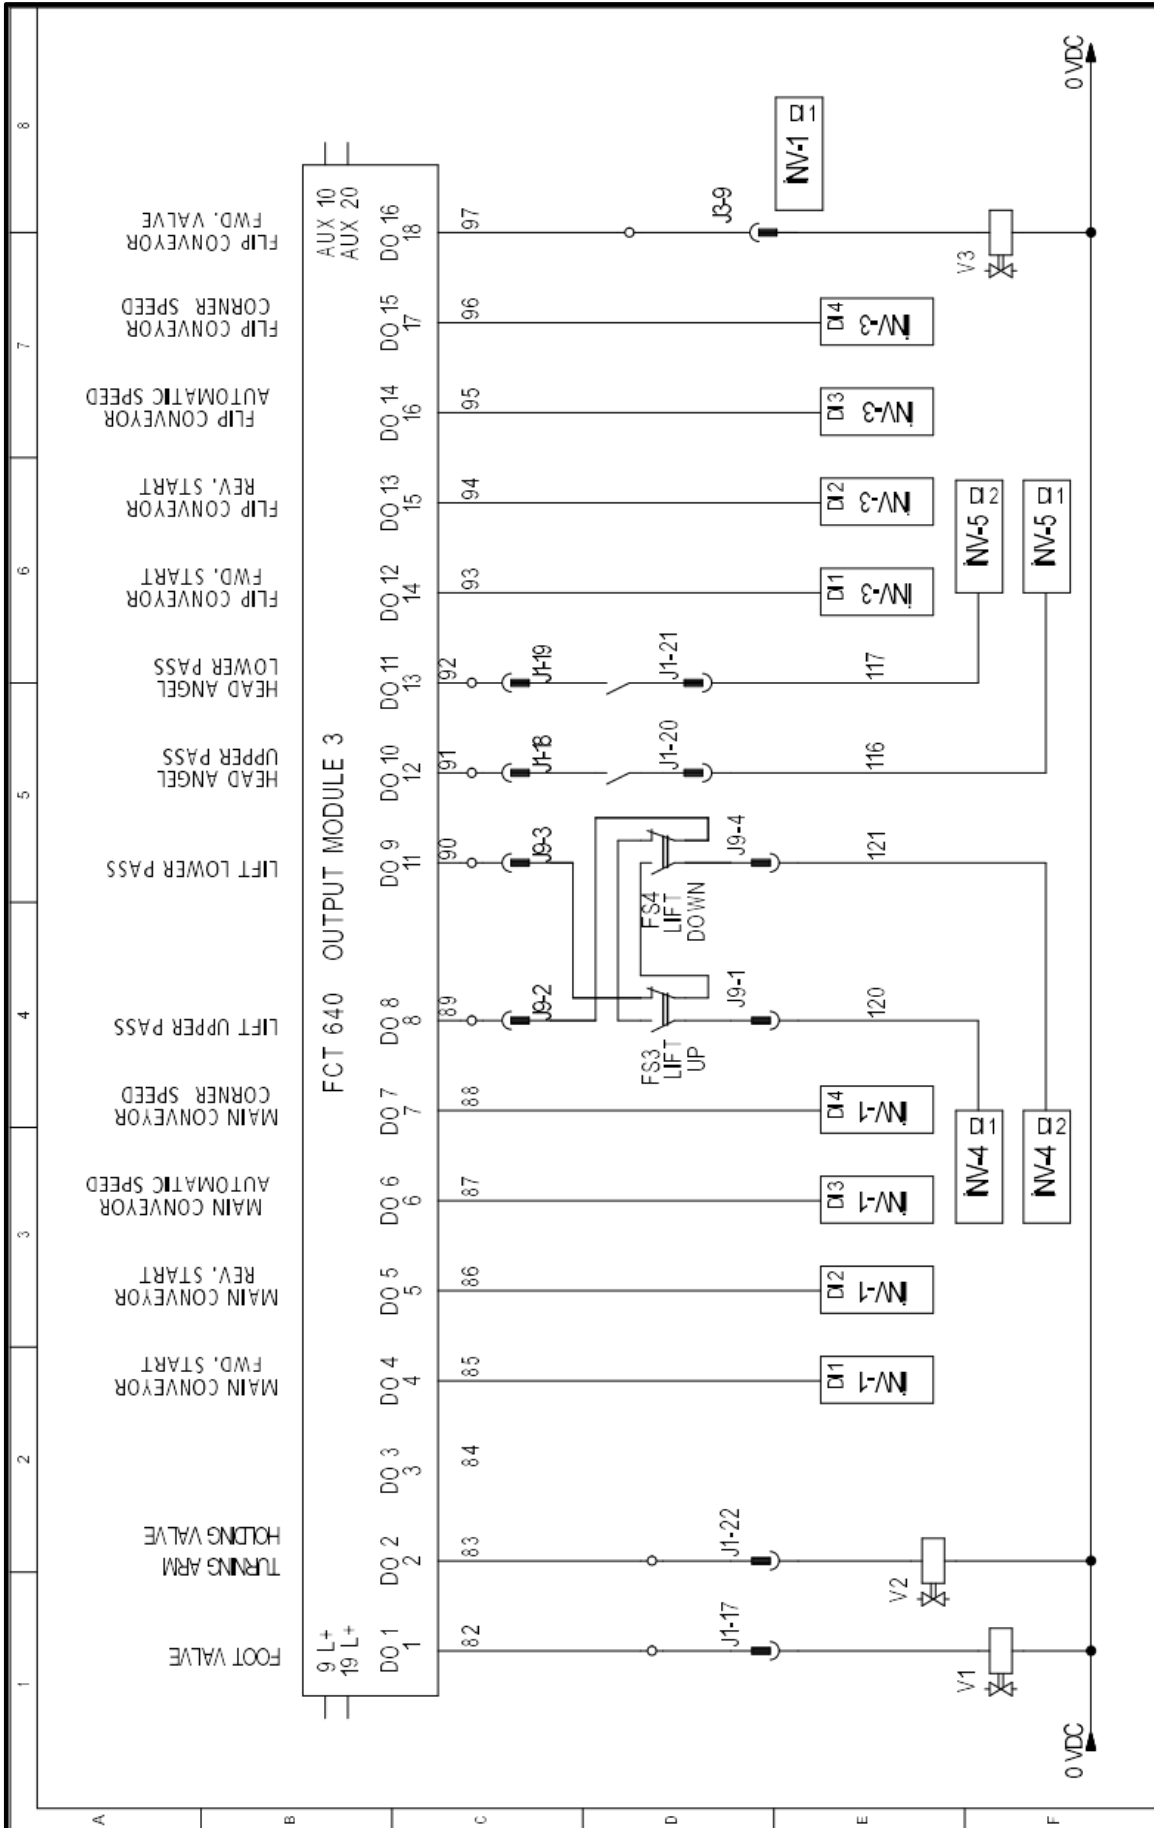 1
2
3
4
5
6
7
8
A
B
C
D
E
F
FOOT VALVE
TURNING ARM
HOLDING VALVE
MAIN CONVEYOR
FWD. START
MAIN CONVEYOR
REV. START
MAIN CONVEYOR
AUTOMATIC SPEED
MAIN CONVEYOR
CORNER SPEED
LIFT UPPER PASS
LIFT LOWER PASS
HEAD ANGEL
UPPER PASS
HEAD ANGEL
LOWER PASS
FLIP CONVEYOR
FWD. START
FLIP CONVEYOR
REV. START
FLIP CONVEYOR
AUTOMATIC SPEED
FLIP CONVEYOR
CORNER SPEED
FLIP CONVEYOR
FWD. VALVE
9 L+
19 L+
FCT 640 OUTPUT MODULE 3
AUX 10
AUX 20
DO 1
1
DO 2
2
DO 3
3
DO 4
4
DO 5
5
DO 6
6
DO 7
7
DO 8
8
DO 9
11
DO 10
12
DO 11
13
DO 12
14
DO 13
15
DO 14
16
DO 15
17
DO 16
18
82
83
84
85
86
87
88
89
90
91
92
93
94
95
96
97
J9-2
J9-3
J1-18
J1-19
FS3
LIFT
UP
FS4
LIFT
DOWN
J1-17
J1-22
J9-1
J9-4
J1-20
J1-21
J3-9
120
121
116
117
DI1
INV-1
DI2
INV-1
DI3
INV-1
DI4
INV-1
DI1
INV-3
DI2
INV-3
DI3
INV-3
DI4
INV-3
DI1
INV-1
V1
V2
V3
DI1
INV-4
DI2
INV-4
DI2
INV-5
DI1
INV-5
0 VDC
0 VDC